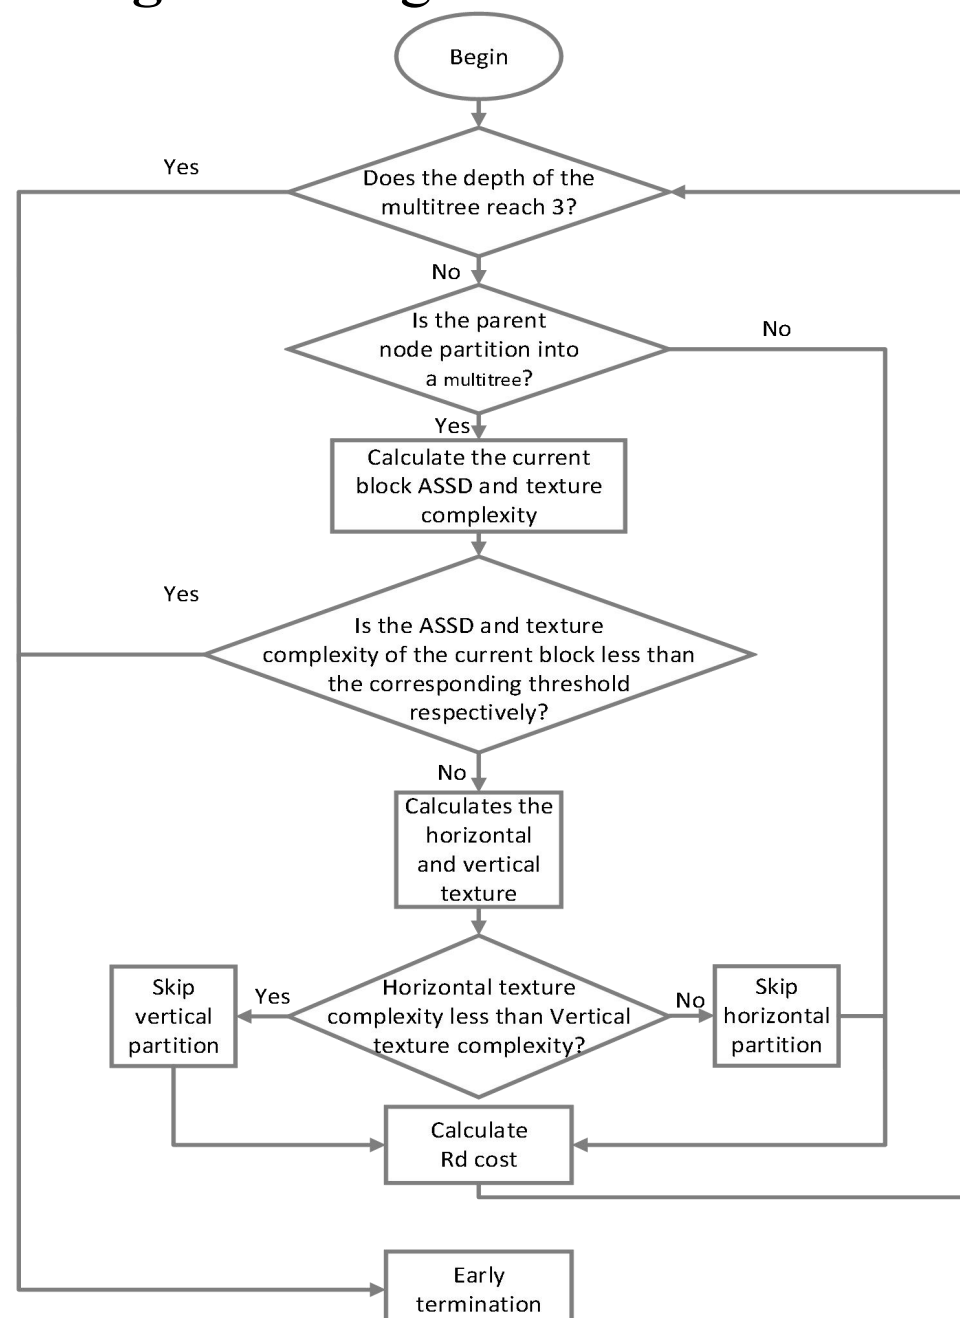 Begin
Yes
Does the depth of the
multitree reach 3?
No
Is the parent
node partition into
a multitree?
No
Yes
Calculate the current
block ASSD and texture
complexity
Yes
Is the ASSD and texture
complexity of the current block less than
the corresponding threshold
respectively?
No
Calculates the
horizontal
and vertical
texture
Skip
vertical
partition
Yes
Horizontal texture
complexity less than Vertical
texture complexity?
No
Skip
horizontal
partition
Calculate
Rd cost
Early
termination